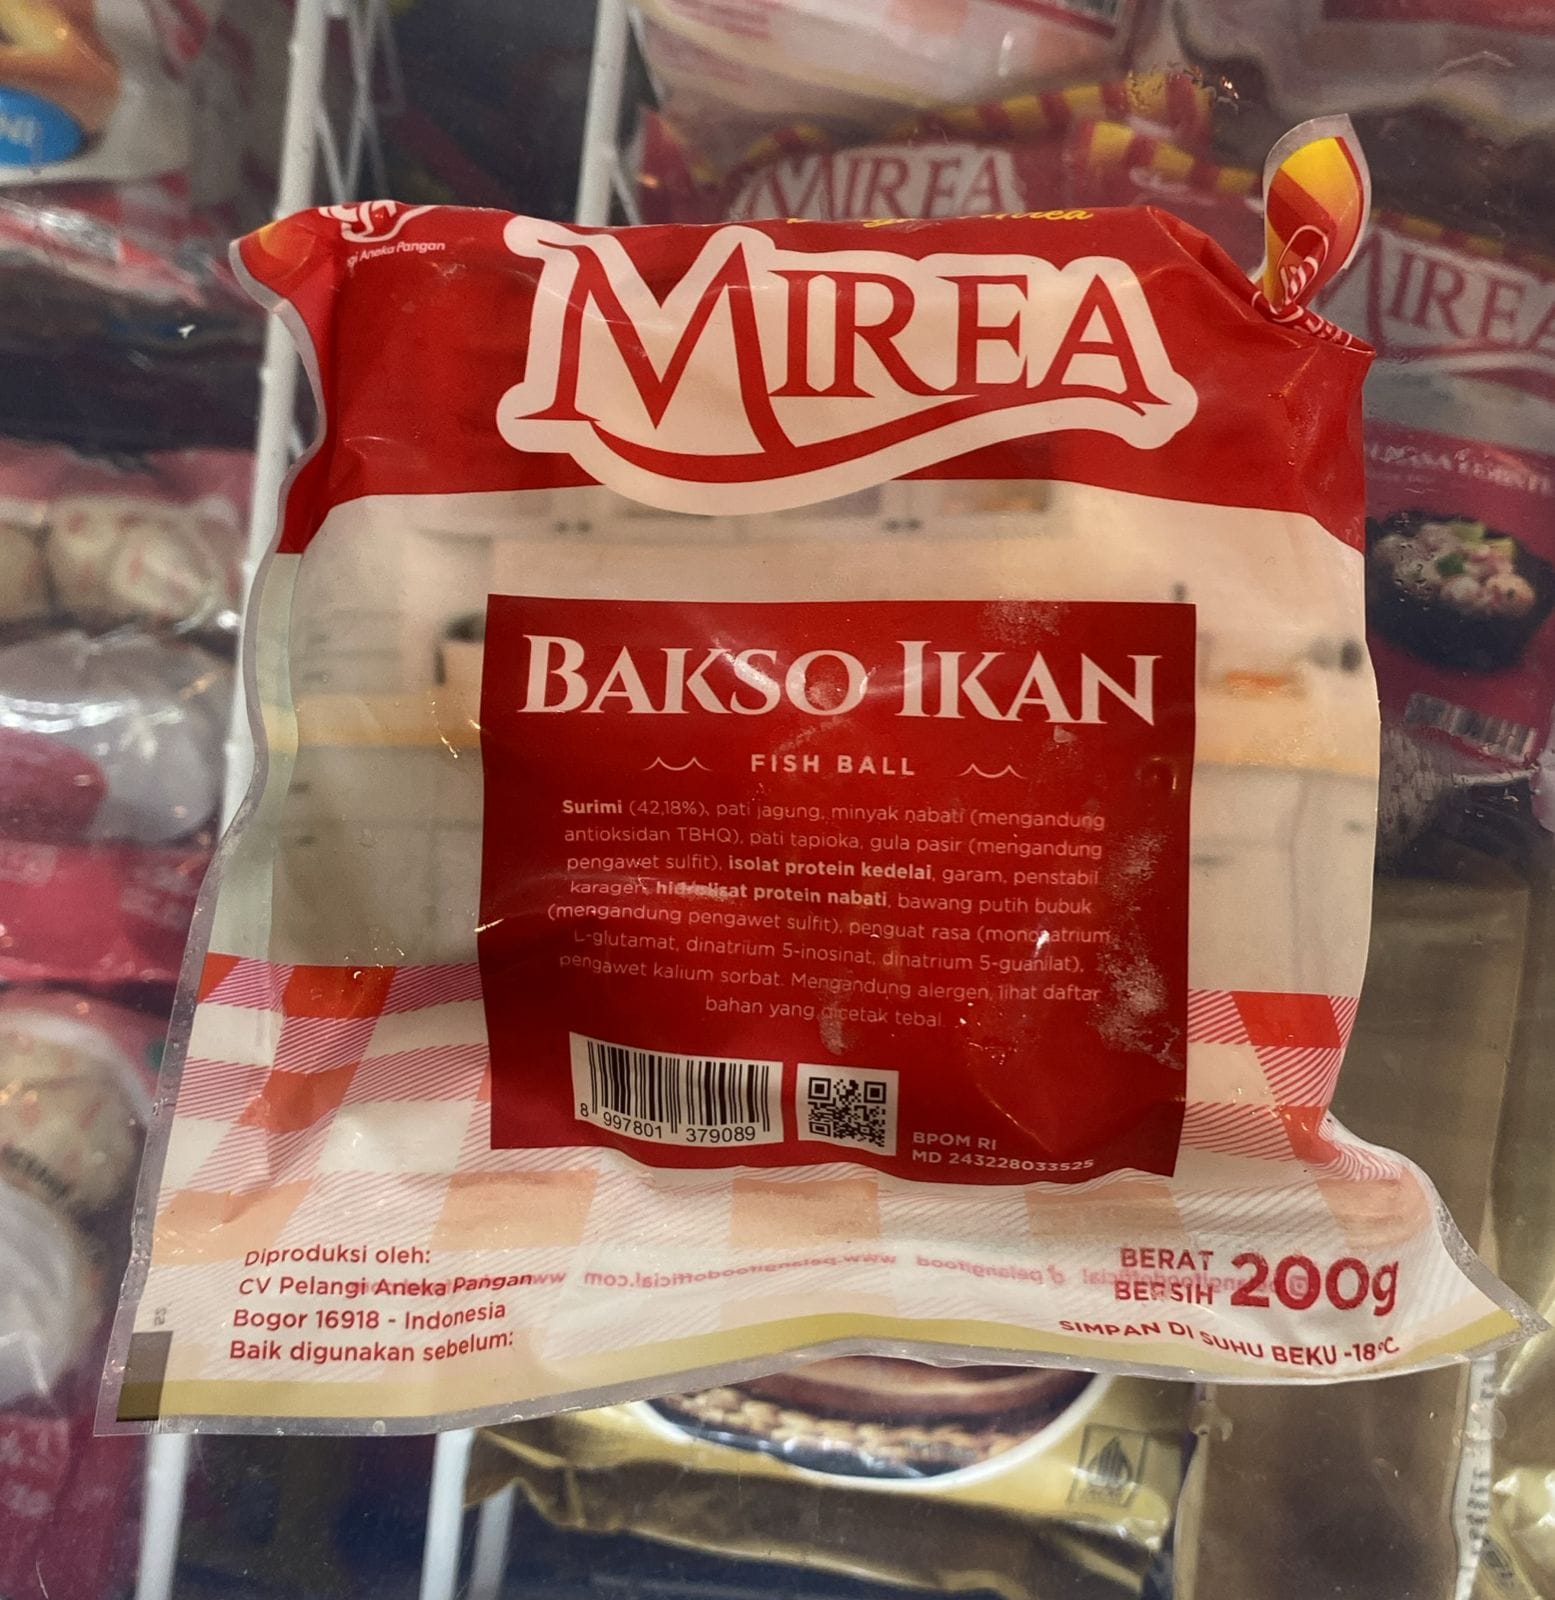 Aneka Pangan
MIREA
BAKSO IKAN
FISH BALL
Surimi (42,18%), pati jagung, minyak nabati (mengandung
antioksidan TBHQ), pati tapioka, gula pasir (mengandung
pengawet sulfit), isolat protein kedelai, garam, penstabil
karagen, hidrolisat protein nabati, bawang putih bubuk
(mengandung pengawet sulfit), penguat rasa (mononatrium
L-glutamat, dinatrium 5-inosinat, dinatrium 5-guanilat),
pengawet kalium sorbat. Mengandung alergen, lihat daftar
bahan yang dicetak tebal.
8 997801 379089
BPOM RI
MD 243228033525
Diproduksi oleh:
CV Pelangi Aneka Pangan
Bogor 16918 - Indonesia
Baik digunakan sebelum:
BERAT
BERSIH 200g
SIMPAN DI SUHU BEKU -18°C
MIREA
MIREA